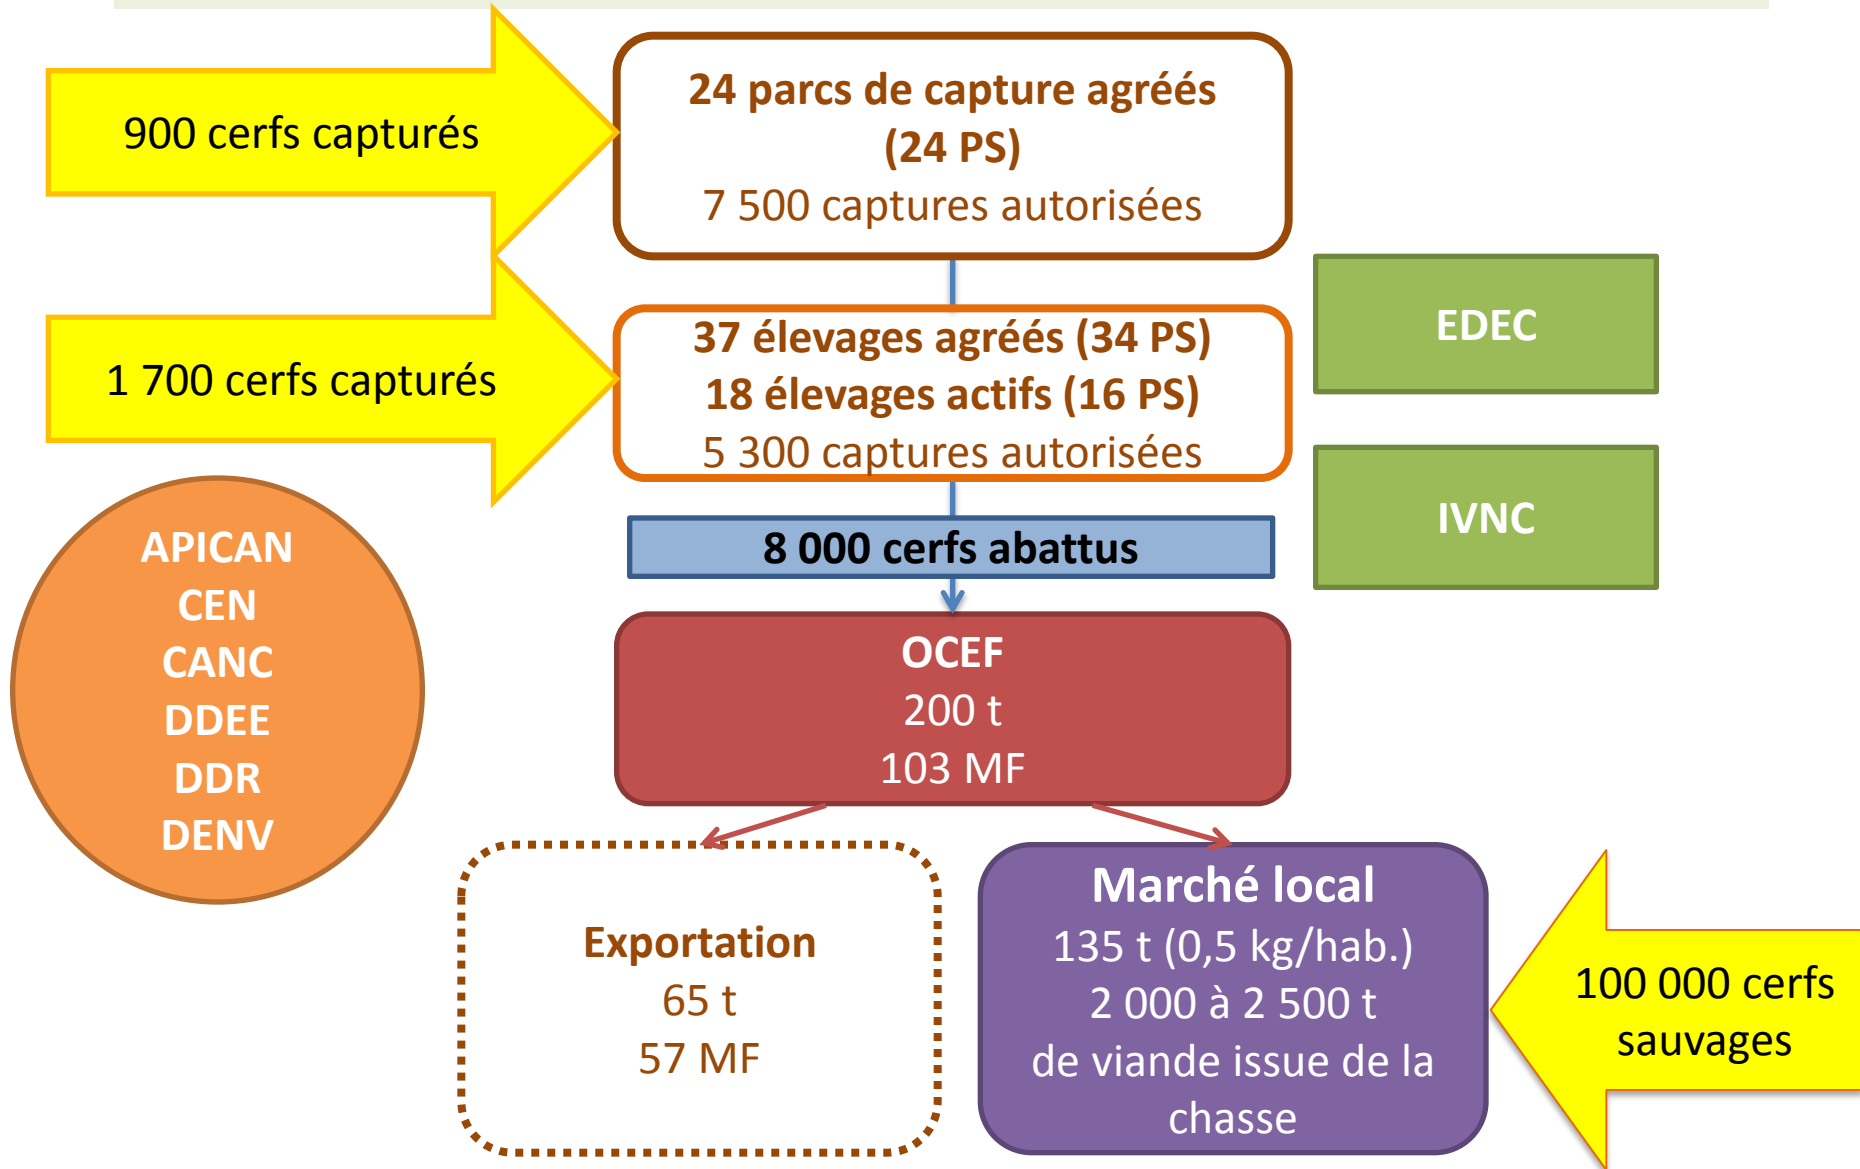 900 cerfs capturés
24 parcs de capture agréés
(24 PS)
7 500 captures autorisées
1 700 cerfs capturés
37 élevages agréés (34 PS)
18 élevages actifs (16 PS)
5 300 captures autorisées
EDEC
IVNC
8 000 cerfs abattus
APICAN
CEN
CANC
DDEE
DDR
DENV
OCEF
200 t
103 MF
Exportation
65 t
57 MF
Marché local
135 t (0,5 kg/hab.)
2 000 à 2 500 t
de viande issue de la
chasse
100 000 cerfs
sauvages